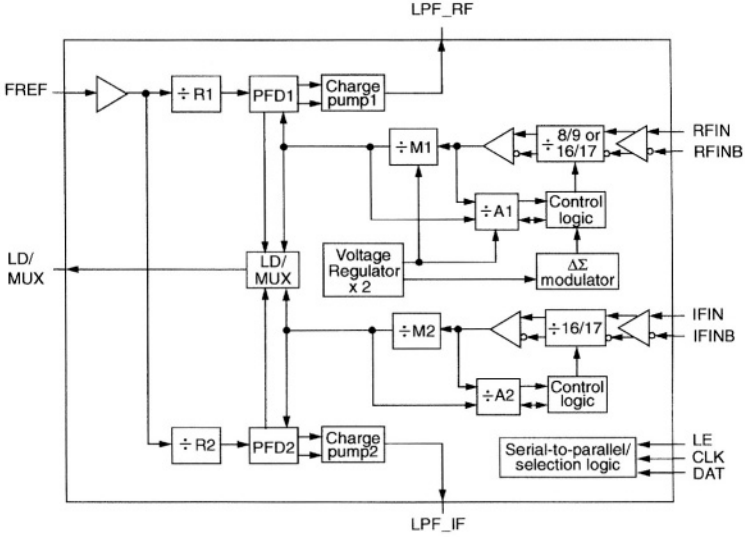 LPF_RF
FREF
÷ R1
PFD1
Charge
pump1
÷ M1
÷
8/9 or
16/17
RFIN
RFINB
÷A1
Control
logic
LD/
MUX
LD/
MUX
Voltage
Regulator
x 2
ΔΣ
modulator
÷ M2
÷16/17
IFIN
IFINB
÷A2
Control
logic
÷ R2
PFD2
Charge
pump2
Serial-to-parallel/
selection logic
LE
CLK
DAT
LPF_IF